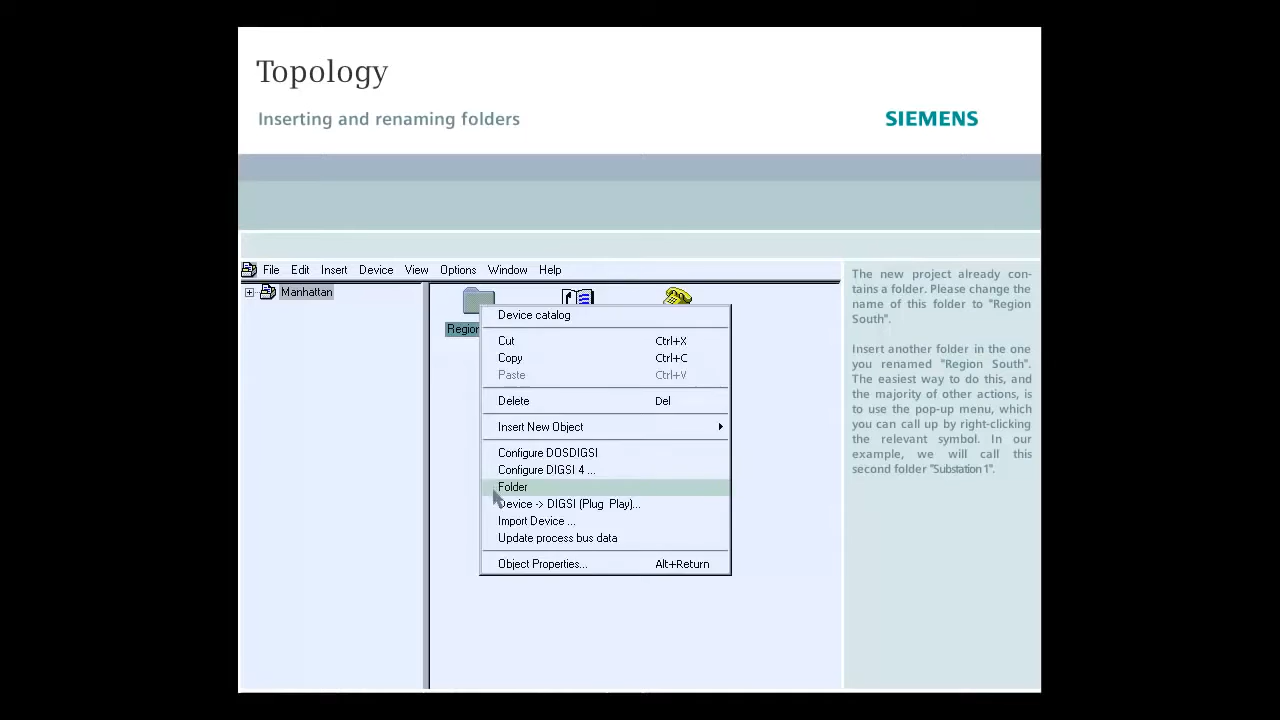 Topology
Inserting and renaming folders
SIEMENS
File Edit Insert Device View Options Window Help
Manhattan
Region
Device catalog
Cut Ctrl+X
Copy Ctrl+C
Paste Ctrl+V
Delete Del
Insert New Object
Configure DOSDIGSI
Configure DIGSI 4 ...
Folder
Device -> DIGSI (Plug Play)...
Import Device ...
Update process bus data
Object Properties... Alt+Return
The new project already con-
tains a folder. Please change the
name of this folder to "Region
South".
Insert another folder in the one
you renamed "Region South".
The easiest way to do this, and
the majority of other actions, is
to use the pop-up menu, which
you can call up by right-clicking
the relevant symbol. In our
example, we will call this
second folder "Substation 1".